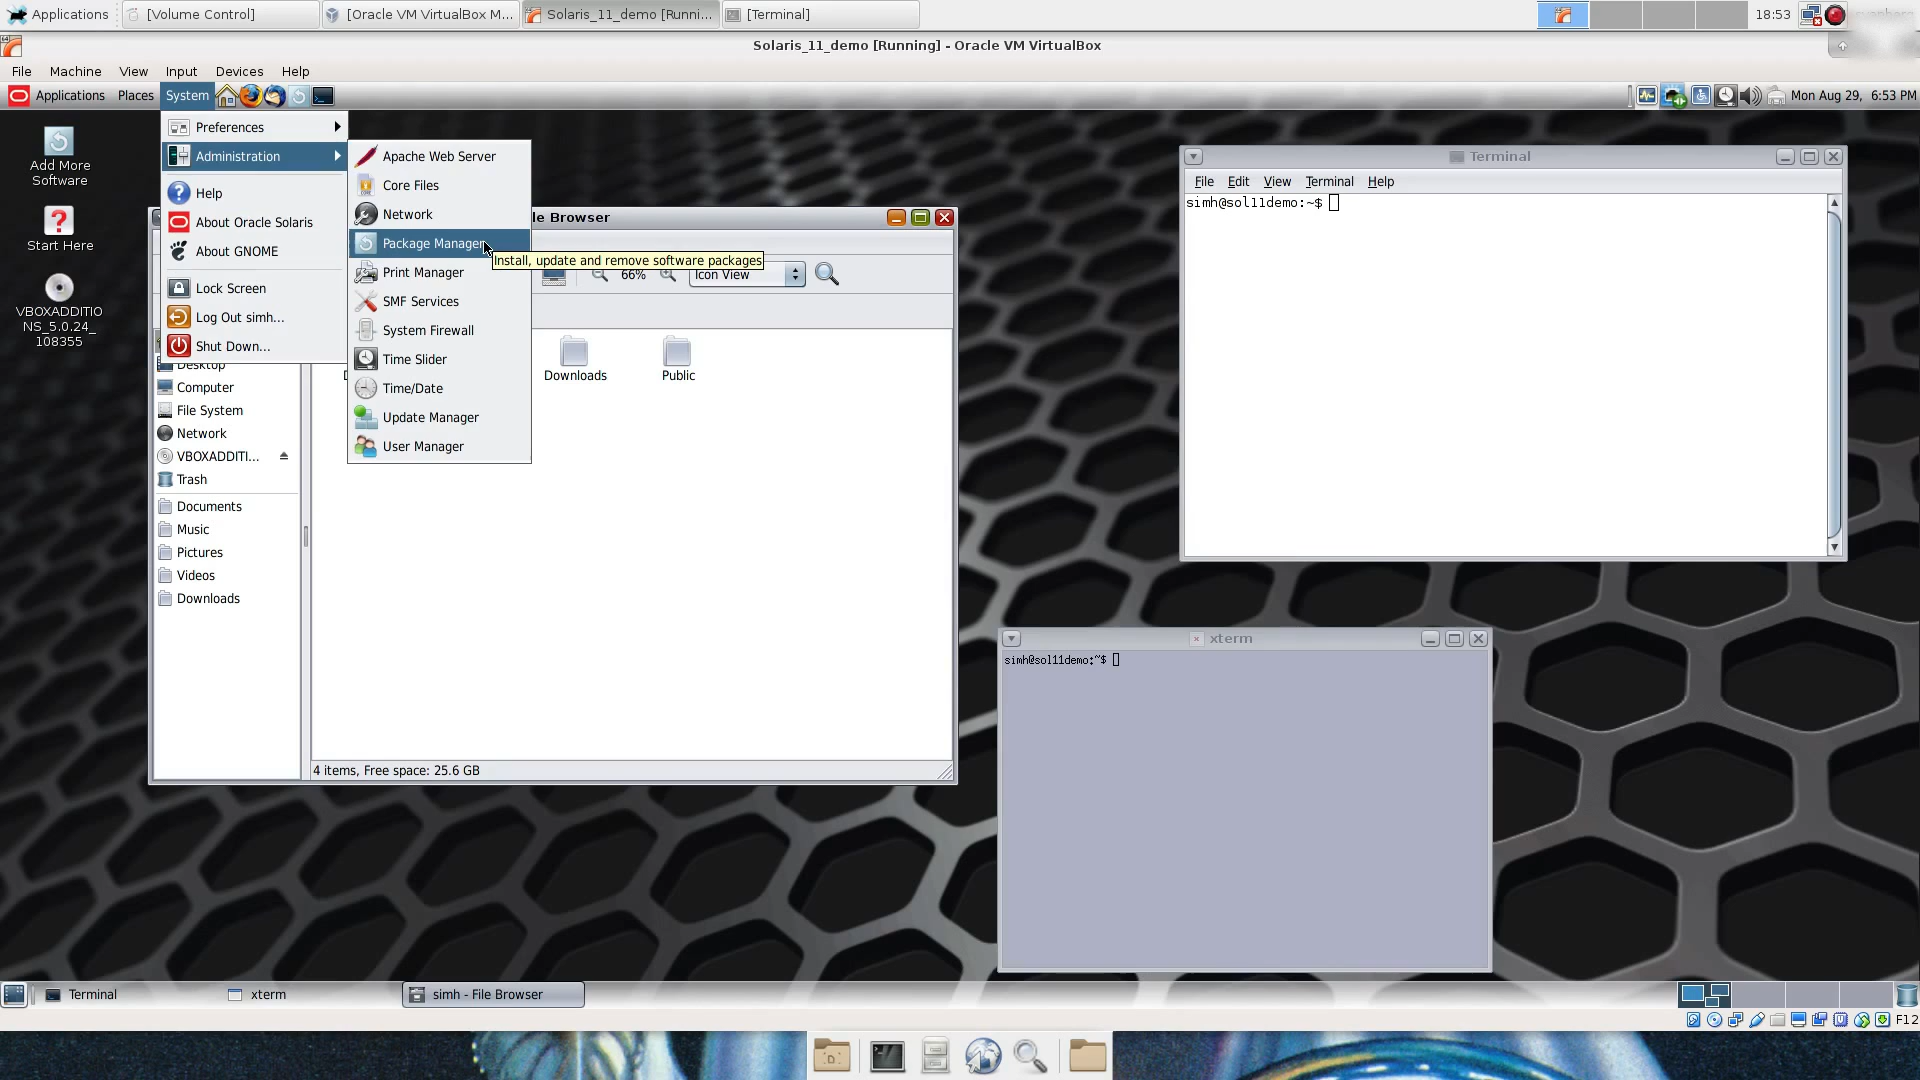 Applications
[Volume Control]
[Oracle VM VirtualBox M...
Solaris_11_demo [Runni...
[Terminal]
18:53
Solaris_11_demo [Running] - Oracle VM VirtualBox
File Machine View Input Devices Help
Applications Places System
Mon Aug 29, 6:53 PM
Preferences
Administration
Help
About Oracle Solaris
About GNOME
Lock Screen
Log Out simh...
Shut Down...
Apache Web Server
Core Files
Network
Package Manager
Print Manager
SMF Services
System Firewall
Time Slider
Time/Date
Update Manager
User Manager
Install, update and remove software packages
Add More
Software
Start Here
VBOXADDITIO
NS_5.0.24_
108355
le Browser
66%
Icon View
Desktop
Computer
File System
Network
VBOXADDITI...
Trash
Documents
Music
Pictures
Videos
Downloads
Downloads
Public
4 items, Free space: 25.6 GB
Terminal
File Edit View Terminal Help
simh@sol11demo:~$
xterm
simh@sol11demo:~$
Terminal
xterm
simh - File Browser
F12